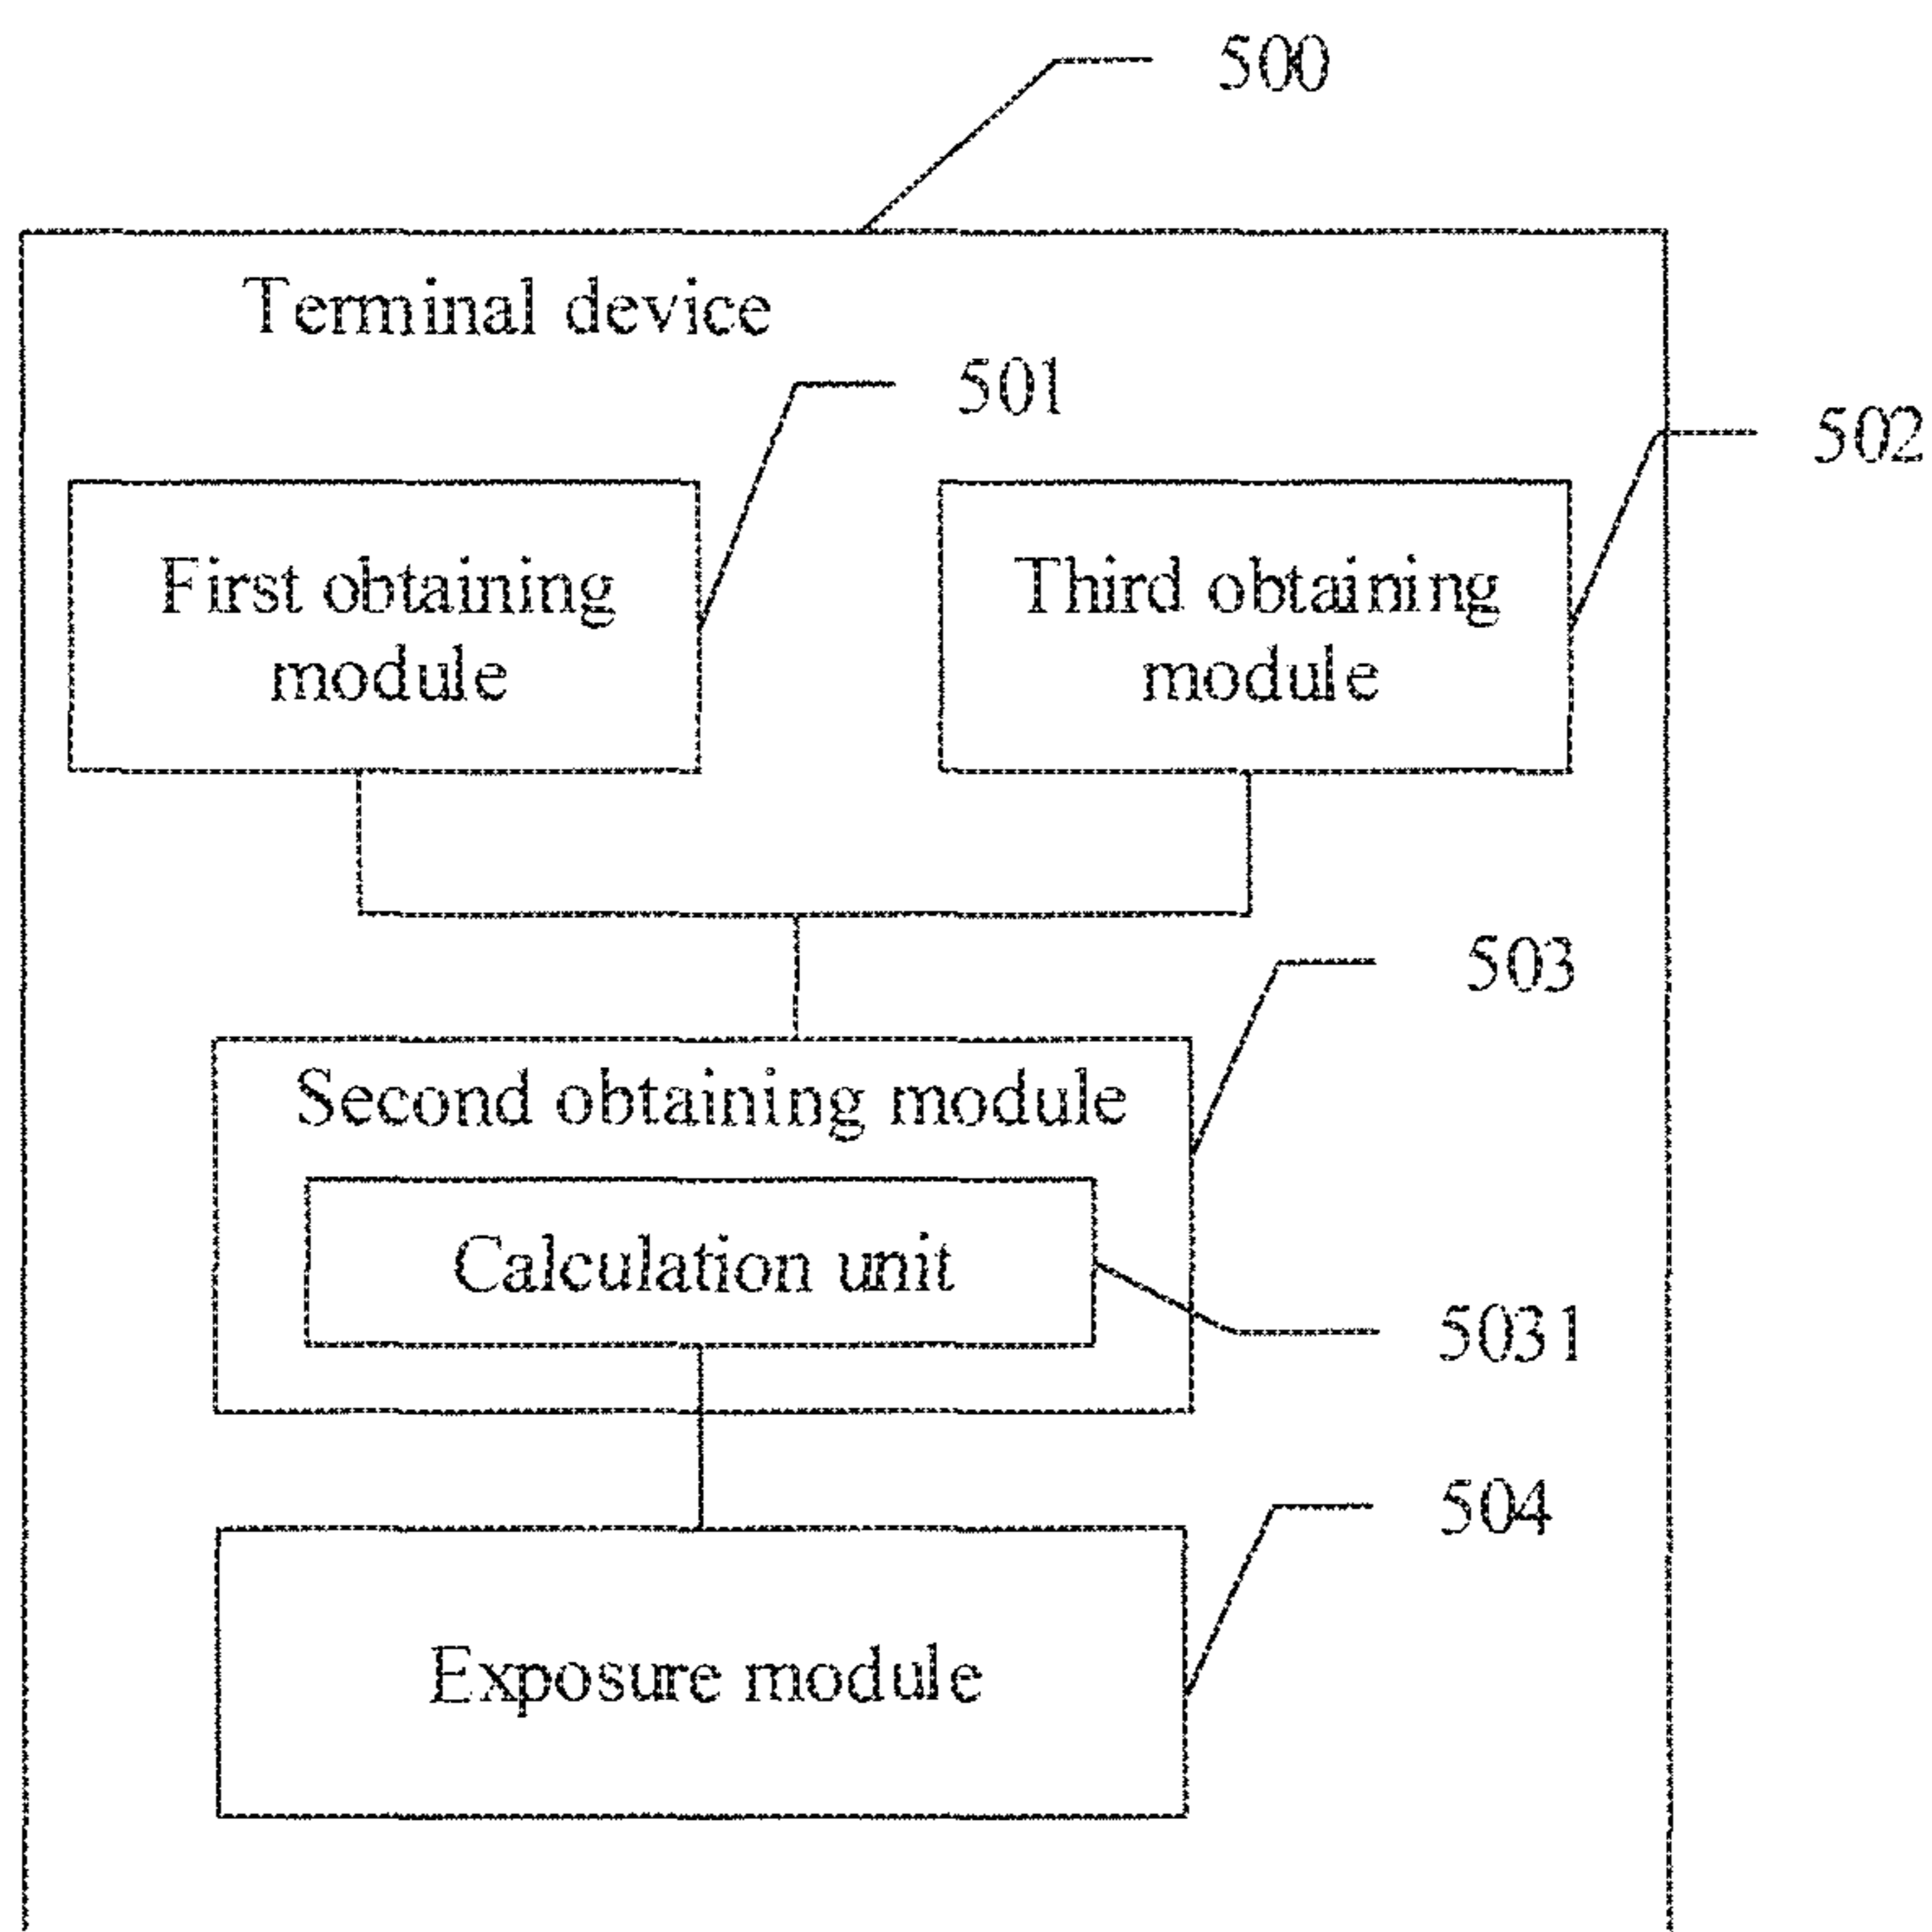 500
Terminal device
501
502
First obtaining
module
Third obtaining
module
503
Second obtaining module
Calculation unit
5031
504
Exposure module